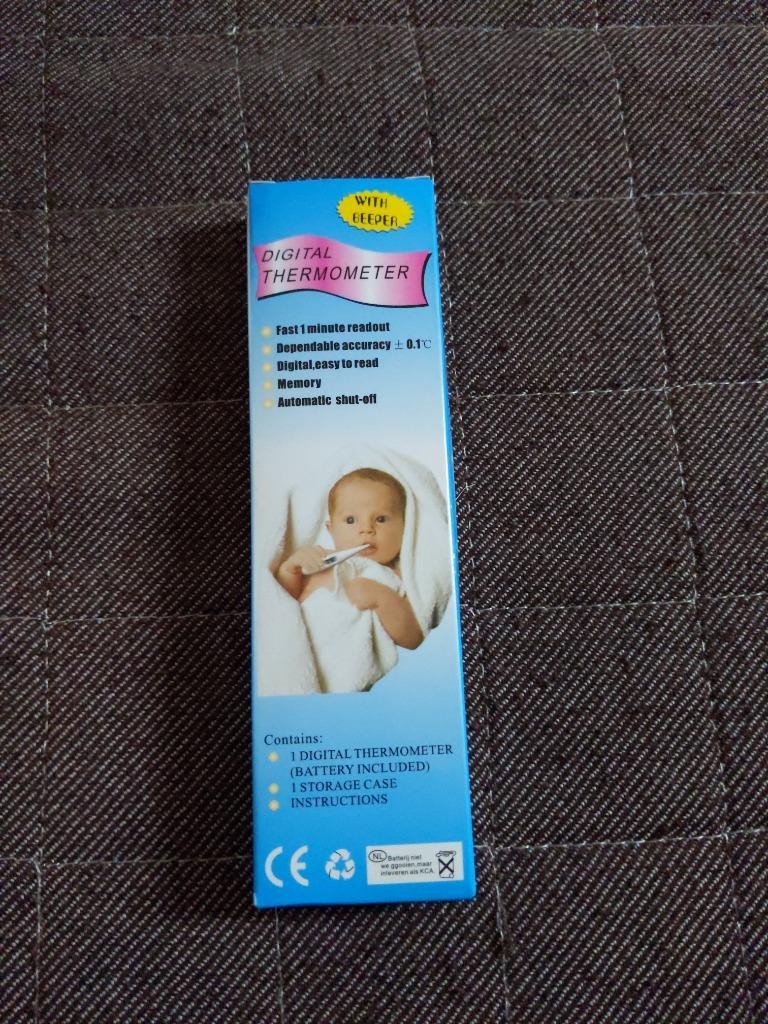 WITH
BEEPER
DIGITAL
THERMOMETER
Fast 1 minute readout
Dependable accuracy ± 0.1℃
Digital,easy to read
Memory
Automatic shut-off
Contains:
1 DIGITAL THERMOMETER
(BATTERY INCLUDED)
1 STORAGE CASE
INSTRUCTIONS
CE
NL Batterij niet
we ggooien,maar
inleveren als KCA.